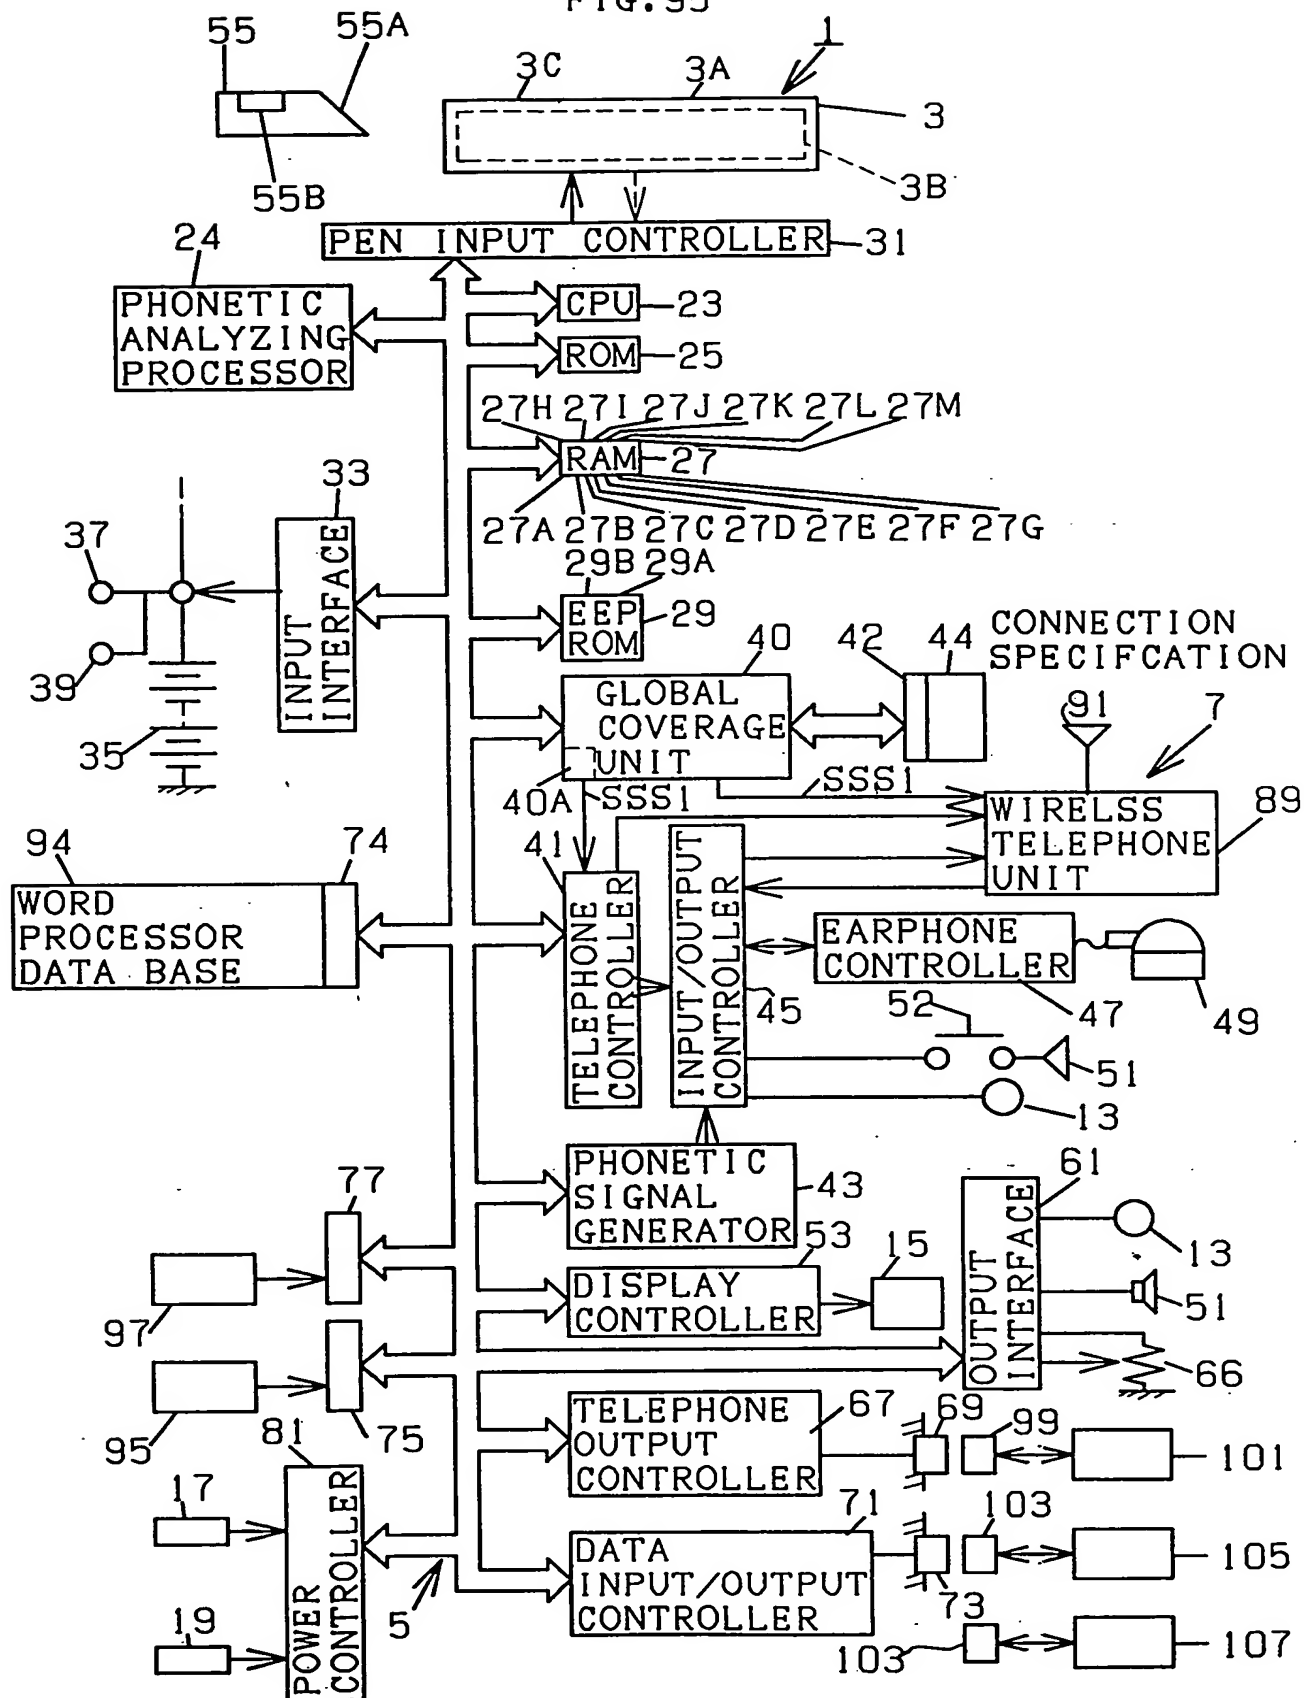 FIG.95
55
55A
55B
1
3C
3A
3
3B
24
PEN INPUT CONTROLLER
31
PHONETIC
ANALYZING
PROCESSOR
CPU
23
ROM
25
27H 27I 27J 27K 27L 27M
RAM
27
27A 27B 27C 27D 27E 27F 27G
33
37
39
35
INPUT
INTERFACE
29B 29A
EEP
ROM
29
40
42
44
CONNECTION
SPECIFCATION
GLOBAL
COVERAGE
UNIT
40A
SSS1
SSS1
91
7
WIRELSS
TELEPHONE
UNIT
89
94
74
WORD
PROCESSOR
DATA BASE
41
TELEPHONE
CONTROLLER
INPUT/OUTPUT
CONTROLLER
45
EARPHONE
CONTROLLER
47
49
52
51
13
PHONETIC
SIGNAL
GENERATOR
43
61
OUTPUT
INTERFACE
13
51
66
77
97
53
15
DISPLAY
CONTROLLER
95
75
TELEPHONE
OUTPUT
CONTROLLER
67
69
99
101
81
17
19
POWER
CONTROLLER
5
71
DATA
INPUT/OUTPUT
CONTROLLER
73
103
105
103
107